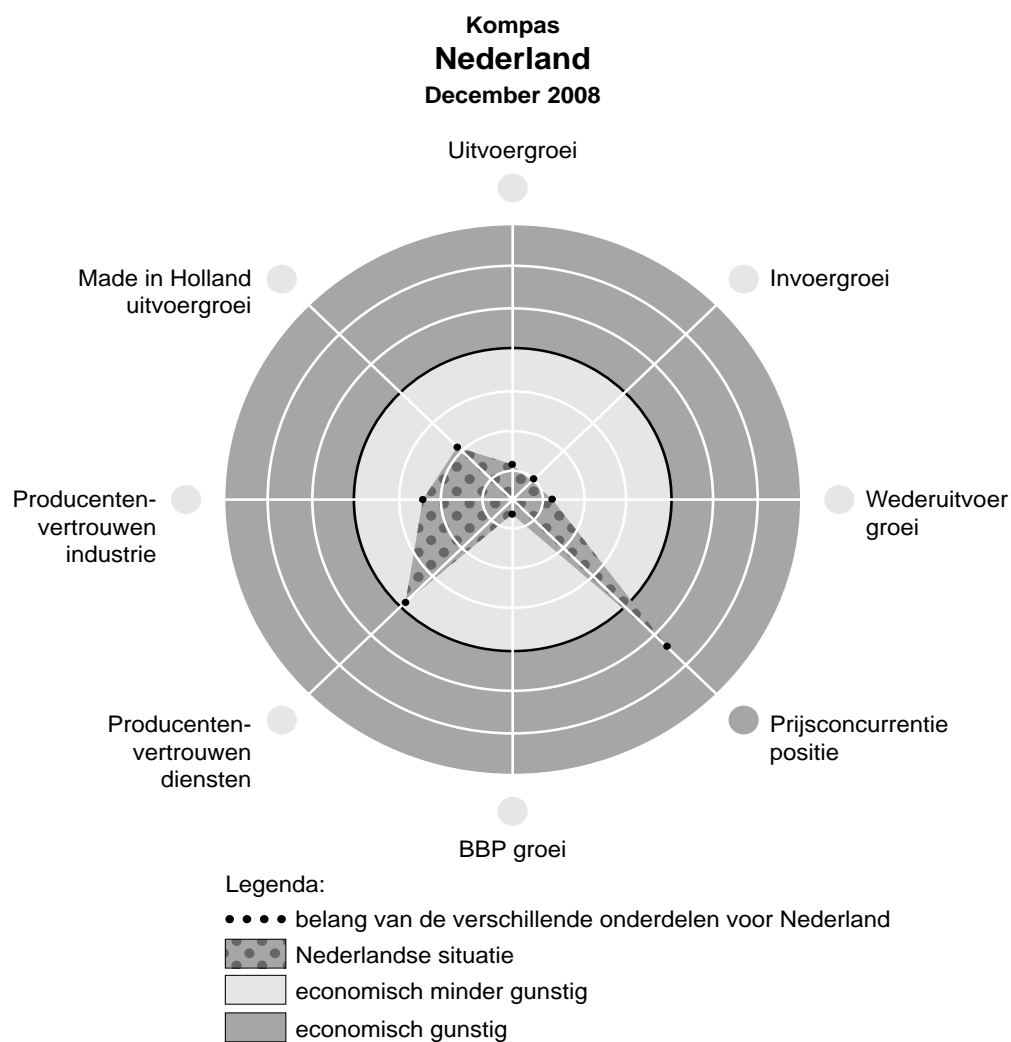 Kompas
Nederland
December 2008
Uitvoergroei
Made in Holland
uitvoergroei
Invoergroei
Producenten-
vertrouwen
industrie
Wederuitvoer
groei
Producenten-
vertrouwen
diensten
Prijsconcurrentie
positie
BBP groei
Legenda:
belang van de verschillende onderdelen voor Nederland
Nederlandse situatie
economisch minder gunstig
economisch gunstig